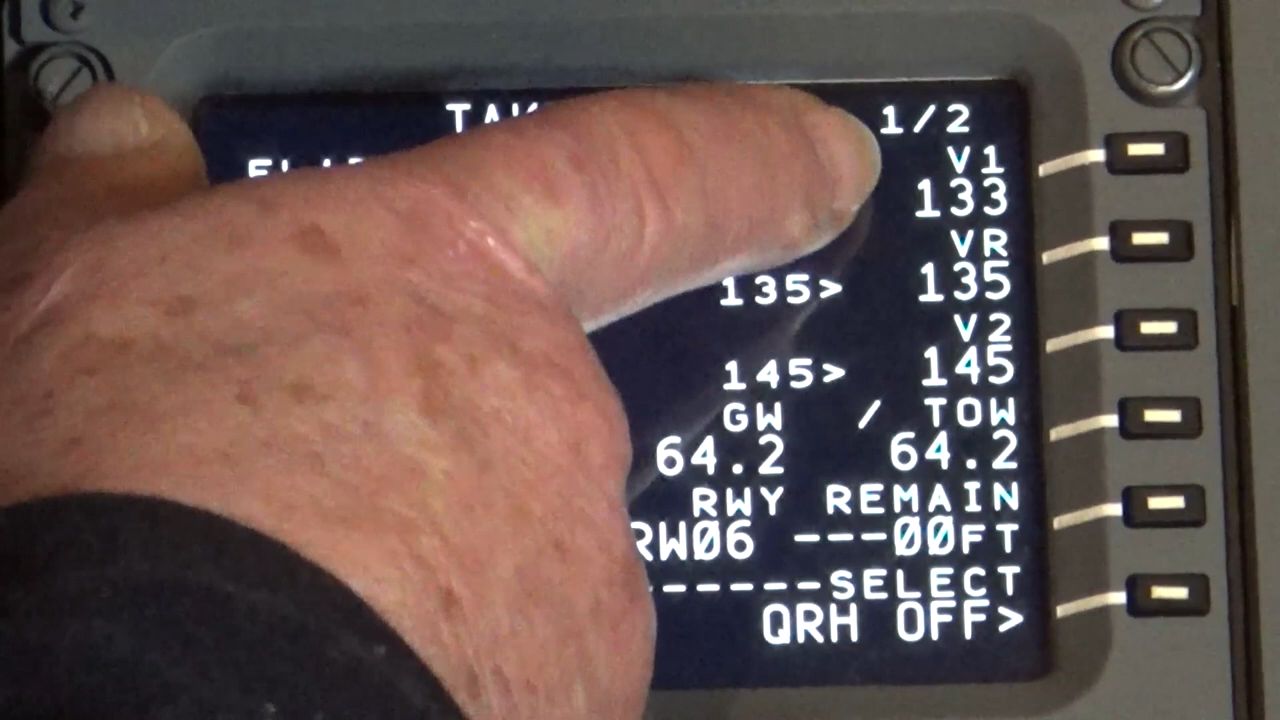 1/2
V1
133
VR
135> 135
V2
145> 145
GW / TOW
64.2 64.2
RWY REMAIN
RW06 ---00FT
------SELECT
QRH OFF>